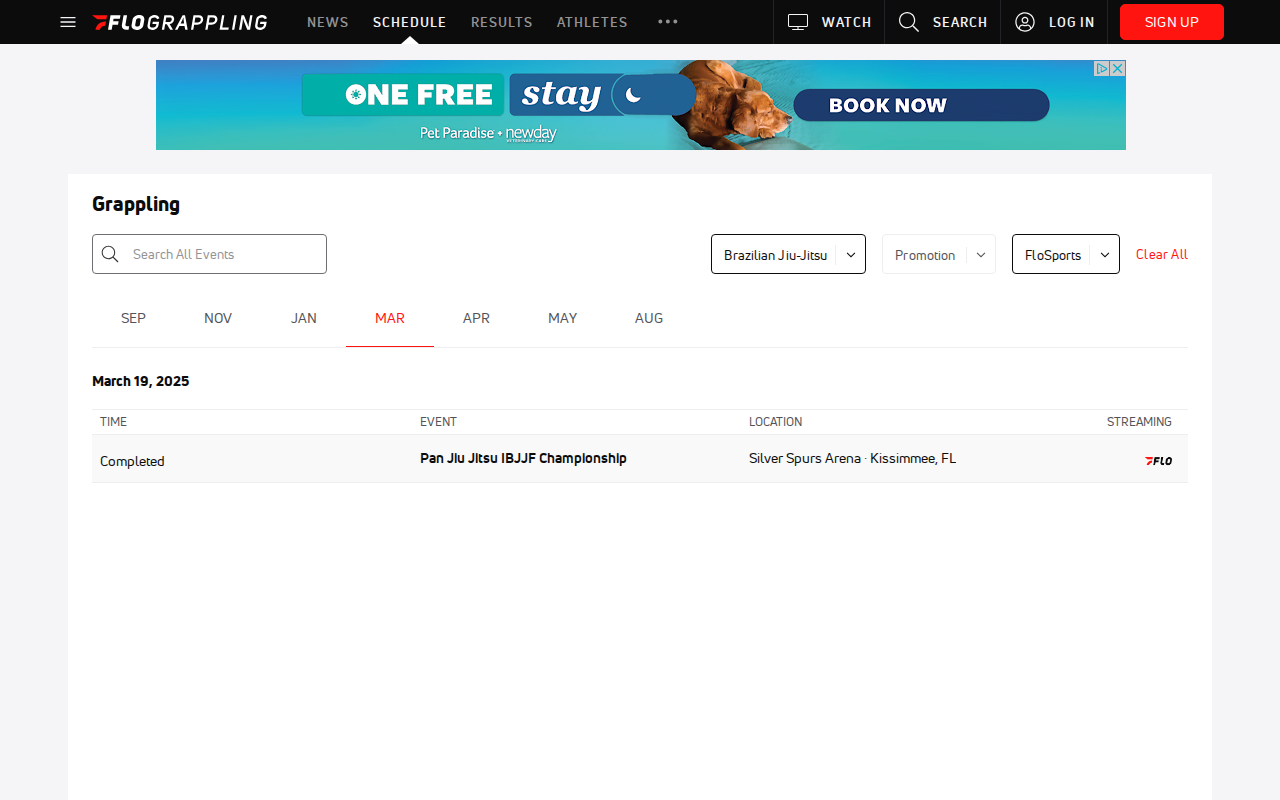 FLOGRAPPLING NEWS SCHEDULE RESULTS ATHLETES WATCH SEARCH LOG IN SIGN UP
ONE FREE stay BOOK NOW
Pet Paradise + newday
VETERINARY CARE
Grappling
Search All Events Brazilian Jiu-Jitsu Promotion FloSports Clear All
SEP NOV JAN MAR APR MAY AUG
March 19, 2025
TIME EVENT LOCATION STREAMING
Completed Pan Jiu Jitsu IBJJF Championship Silver Spurs Arena · Kissimmee, FL FLO